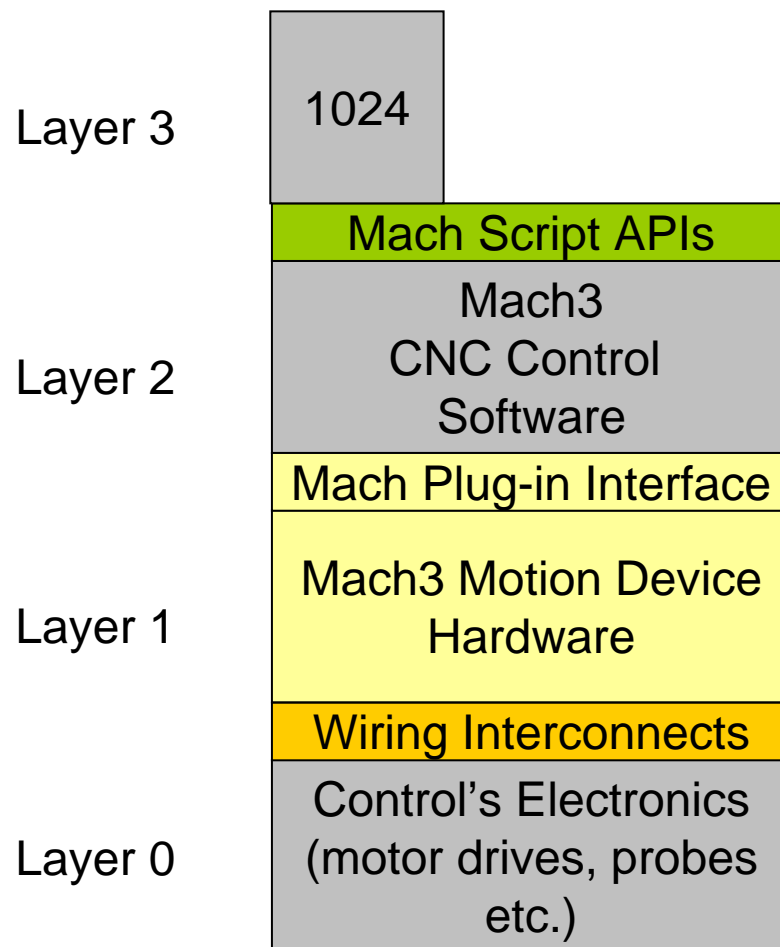 Layer 3
1024
Mach Script APIs
Layer 2
Mach3
CNC Control
Software
Mach Plug-in Interface
Layer 1
Mach3 Motion Device
Hardware
Wiring Interconnects
Layer 0
Control’s Electronics
(motor drives, probes
etc.)